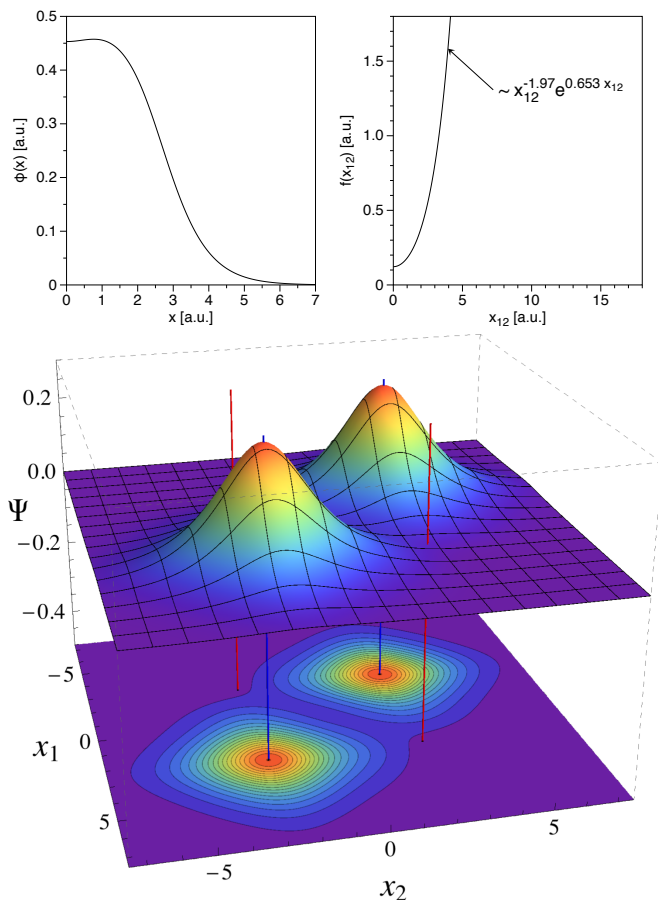 0.5
0.4
0.3
0.2
0.1
0
ϕ(x) [a.u.]
0 1 2 3 4 5 6 7
x [a.u.]
1.5
1
0.5
0
f(x₁₂) [a.u.]
~ x₁₂^-1.97 e^0.653 x₁₂
0 5 10 15
x₁₂ [a.u.]
0.2
0.0
Ψ
−0.2
−0.4
−5
0
5
x₁
−5
0
5
x₂